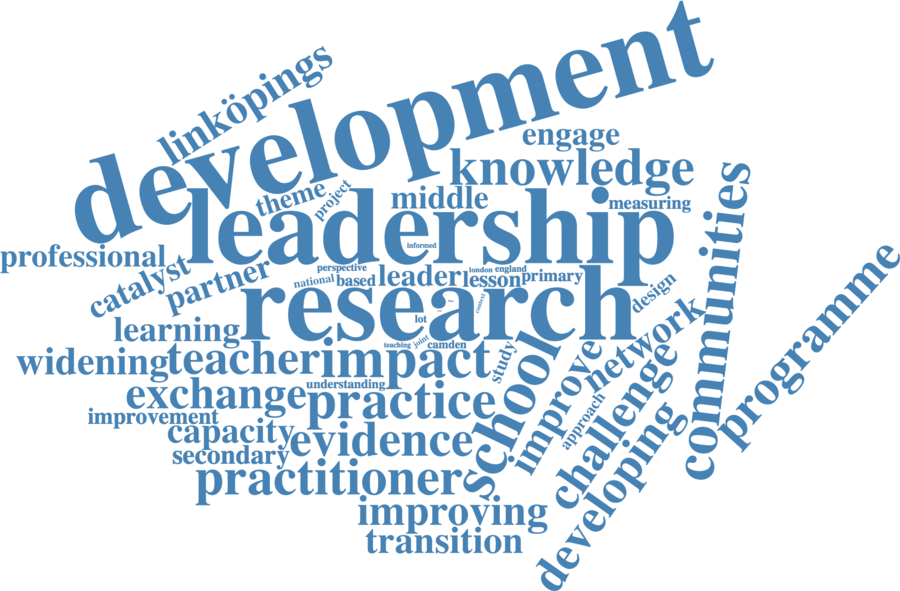 development
linköpings
engage
knowledge
theme
project
middle
measuring
leadership
communities
informed
professional
catalyst
partner
perspective
national
based
leader
london
england
lesson
primary
context
design
research
programme
lot
learning
teaching
joint
camden
network
widening
teacher
impact
study
school
improve
challenge
understanding
exchange
practice
approach
improvement
capacity
evidence
developing
secondary
practitioners
improving
transition